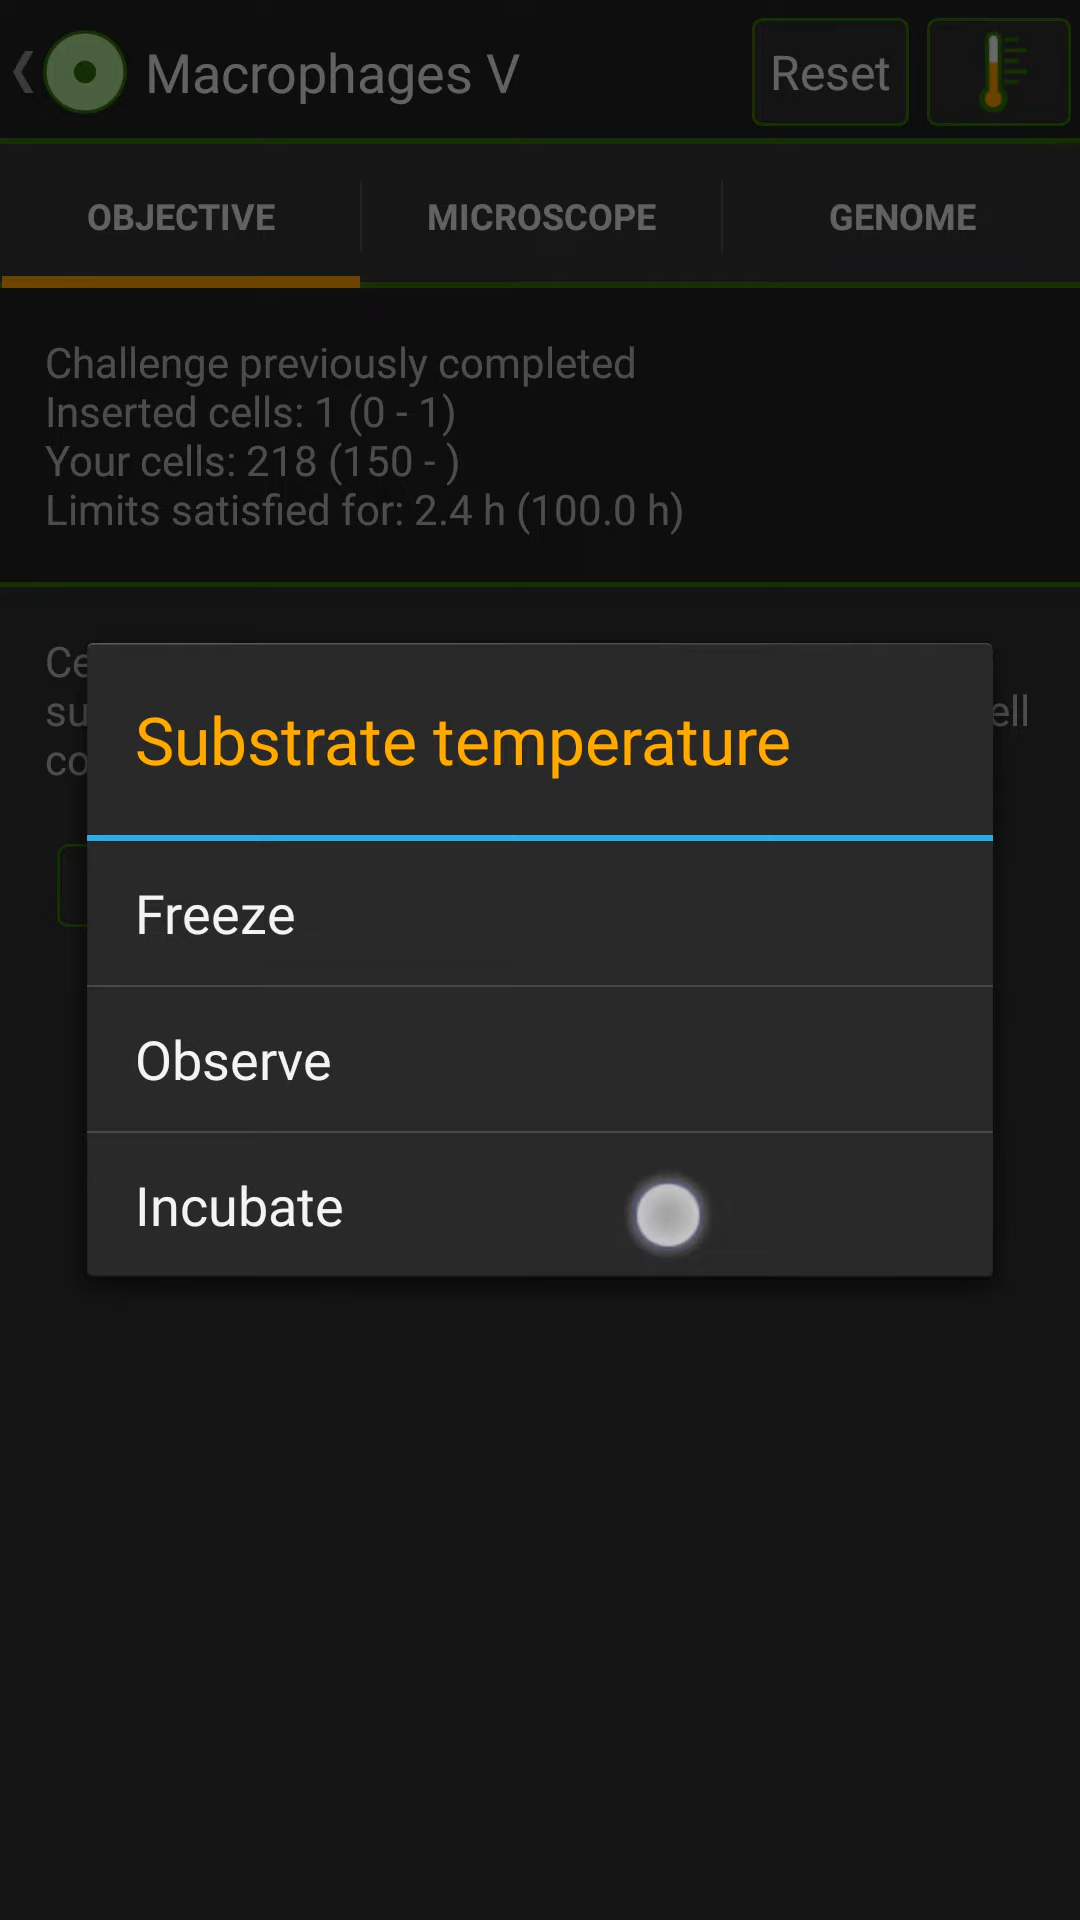 Macrophages V
Reset
OBJECTIVE
MICROSCOPE
GENOME
Challenge previously completed
Inserted cells: 1 (0 - 1)
Your cells: 218 (150 - )
Limits satisfied for: 2.4 h (100.0 h)
Substrate temperature
Freeze
Observe
Incubate